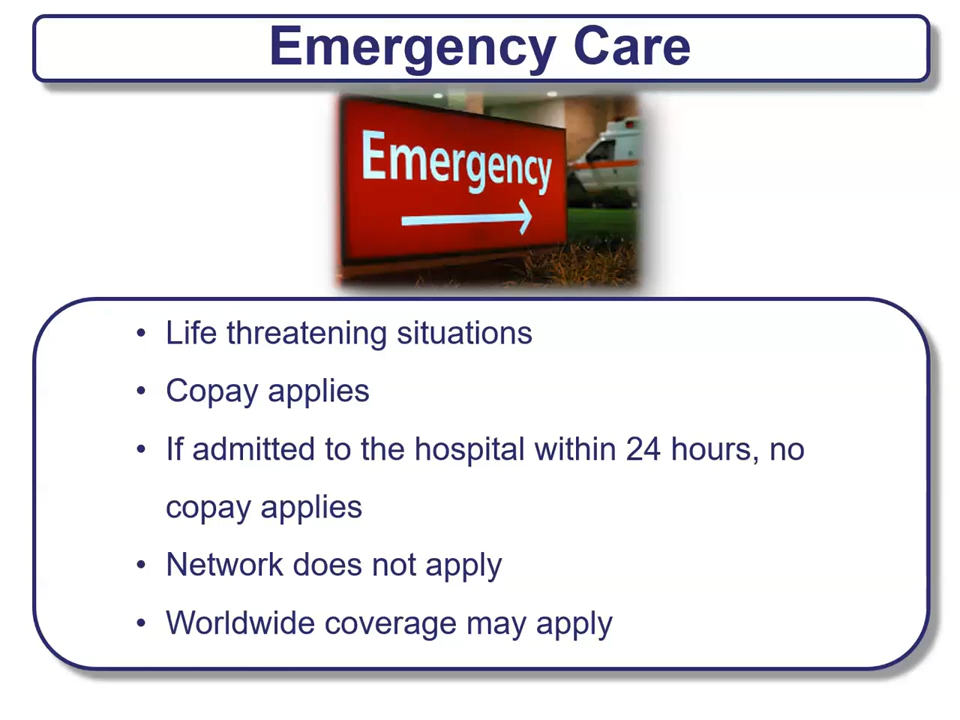 Emergency Care
Emergency
• Life threatening situations
• Copay applies
• If admitted to the hospital within 24 hours, no
copay applies
• Network does not apply
• Worldwide coverage may apply